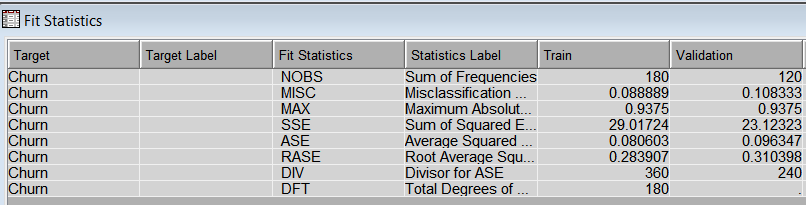 Fit Statistics
Target Target Label Fit Statistics Statistics Label Train Validation
Churn NOBS Sum of Frequencies 180 120
Churn MISC Misclassification ... 0.088889 0.108333
Churn MAX Maximum Absolut... 0.9375 0.9375
Churn SSE Sum of Squared E... 29.01724 23.12323
Churn ASE Average Squared ... 0.080603 0.096347
Churn RASE Root Average Squ... 0.283907 0.310398
Churn DIV Divisor for ASE 360 240
Churn DFT Total Degrees of ... 180 .